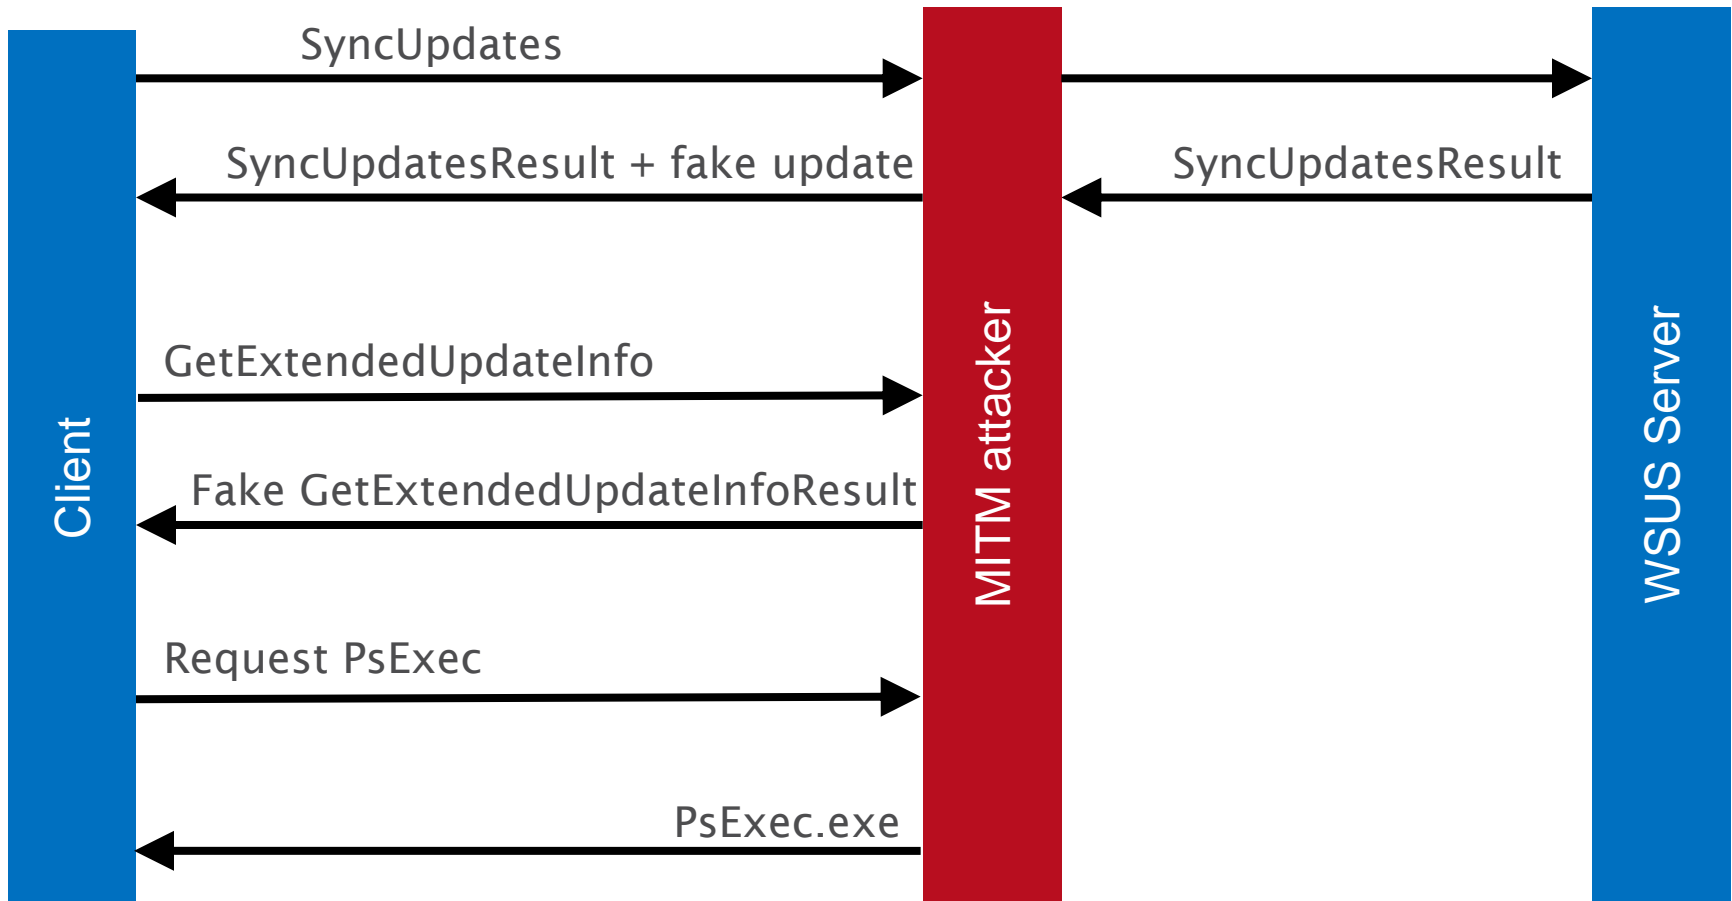 SyncUpdates
SyncUpdatesResult + fake update
SyncUpdatesResult
GetExtendedUpdateInfo
Fake GetExtendedUpdateInfoResult
Request PsExec
PsExec.exe
Client
MITM attacker
WSUS Server